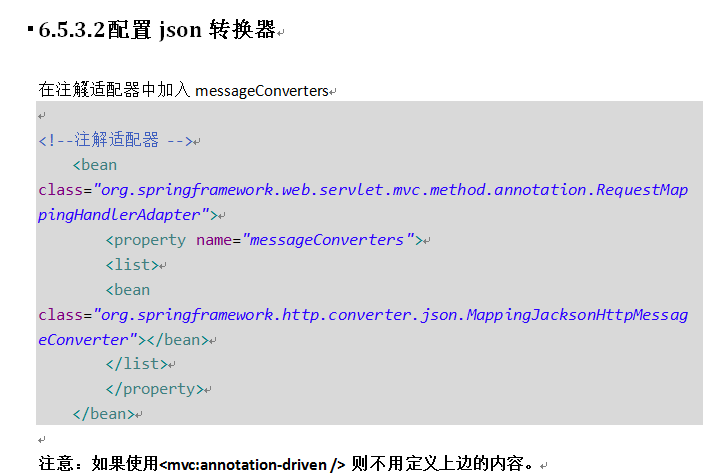 6.5.3.2配置 json 转换器
在注解适配器中加入 messageConverters
<!--注解适配器 -->
<bean
class="org.springframework.web.servlet.mvc.method.annotation.RequestMap
pingHandlerAdapter">
<property name="messageConverters">
<list>
<bean
class="org.springframework.http.converter.json.MappingJacksonHttpMessag
eConverter"></bean>
</list>
</property>
</bean>
注意：如果使用<mvc:annotation-driven /> 则不用定义上边的内容。